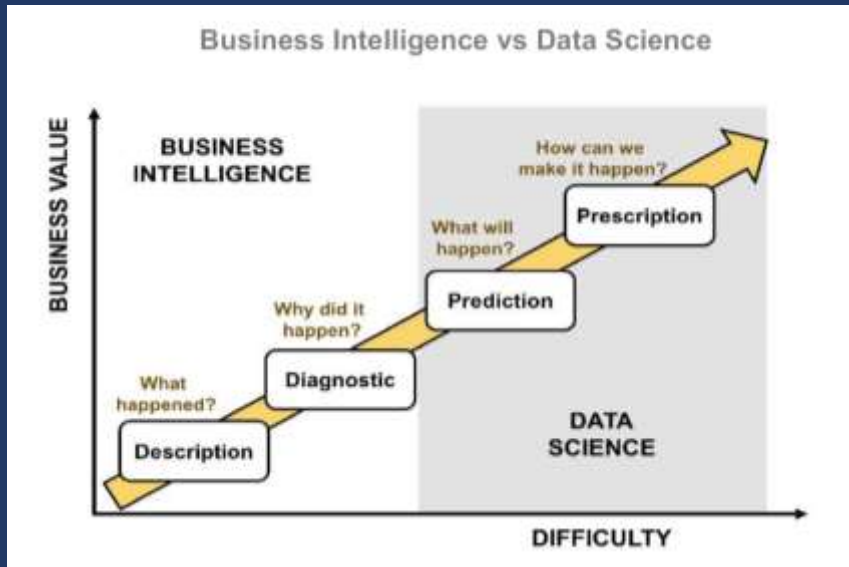 Business Intelligence vs Data Science
BUSINESS VALUE
BUSINESS
INTELLIGENCE
How can we
make it happen?
Prescription
What will
happen?
Prediction
Why did it
happen?
Diagnostic
What
happened?
Description
DATA
SCIENCE
DIFFICULTY